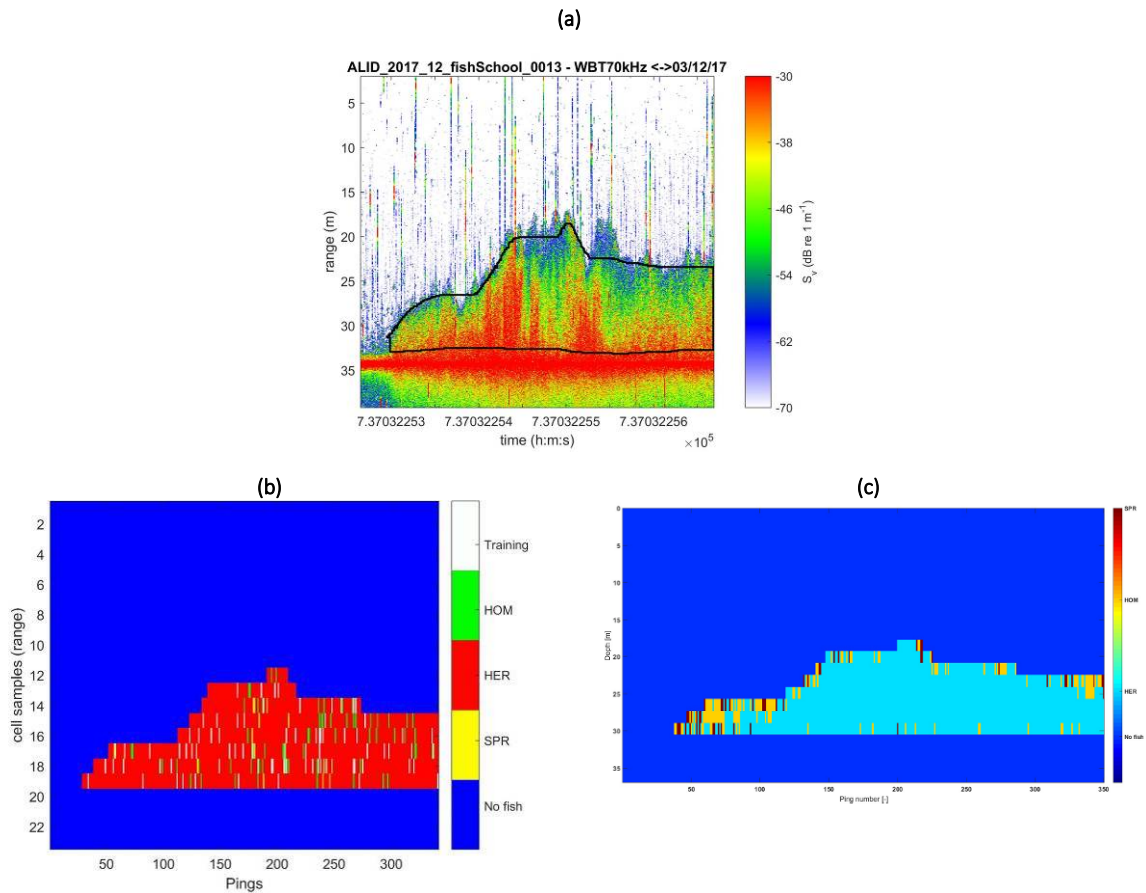 (a)
ALID_2017_12_fishSchool_0013 - WBT70kHz <->03/12/17
range (m)
5
10
15
20
25
30
35
7.37032253 7.37032254 7.37032255 7.37032256
×10⁵
time (h:m:s)
-30
-38
-46
-54
-62
-70
S_v (dB re 1 m⁻¹)
(b)
cell samples (range)
2
4
6
8
10
12
14
16
18
20
22
50 100 150 200 250 300
Pings
Training
HOM
HER
SPR
No fish
(c)
Depth [m]
0
5
10
15
20
25
30
35
50 100 150 200 250 300 350
Ping number [-]
SPR
HOM
HER
No fish